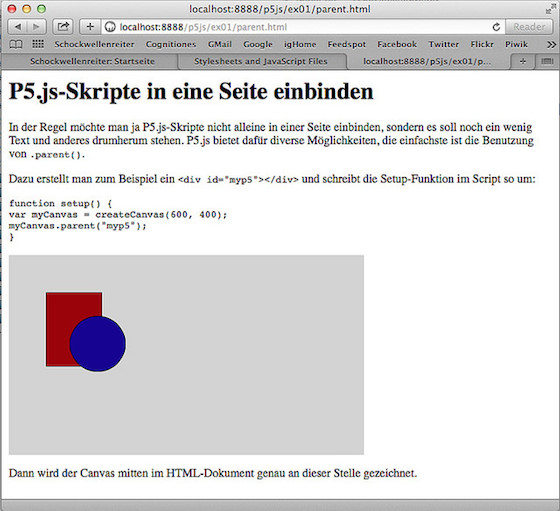 localhost:8888/p5js/ex01/parent.html
localhost:8888/p5js/ex01/parent.html
Reader
Schockwellenreiter Cognitiones GMail Google igHome Feedspot Facebook Twitter Flickr Piwik
Schockwellenreiter: Startseite Stylesheets and JavaScript Files localhost:8888/p5js/ex01/p...
P5.js-Skripte in eine Seite einbinden
In der Regel möchte man ja P5.js-Skripte nicht alleine in einer Seite einbinden, sondern es soll noch ein wenig
Text und anderes drumherum stehen. P5.js bietet dafür diverse Möglichkeiten, die einfachste ist die Benutzung
von .parent().
Dazu erstellt man zum Beispiel ein <div id="myp5"></div> und schreibt die Setup-Funktion im Script so um:
function setup() {
var myCanvas = createCanvas(600, 400);
myCanvas.parent("myp5");
}
Dann wird der Canvas mitten im HTML-Dokument genau an dieser Stelle gezeichnet.